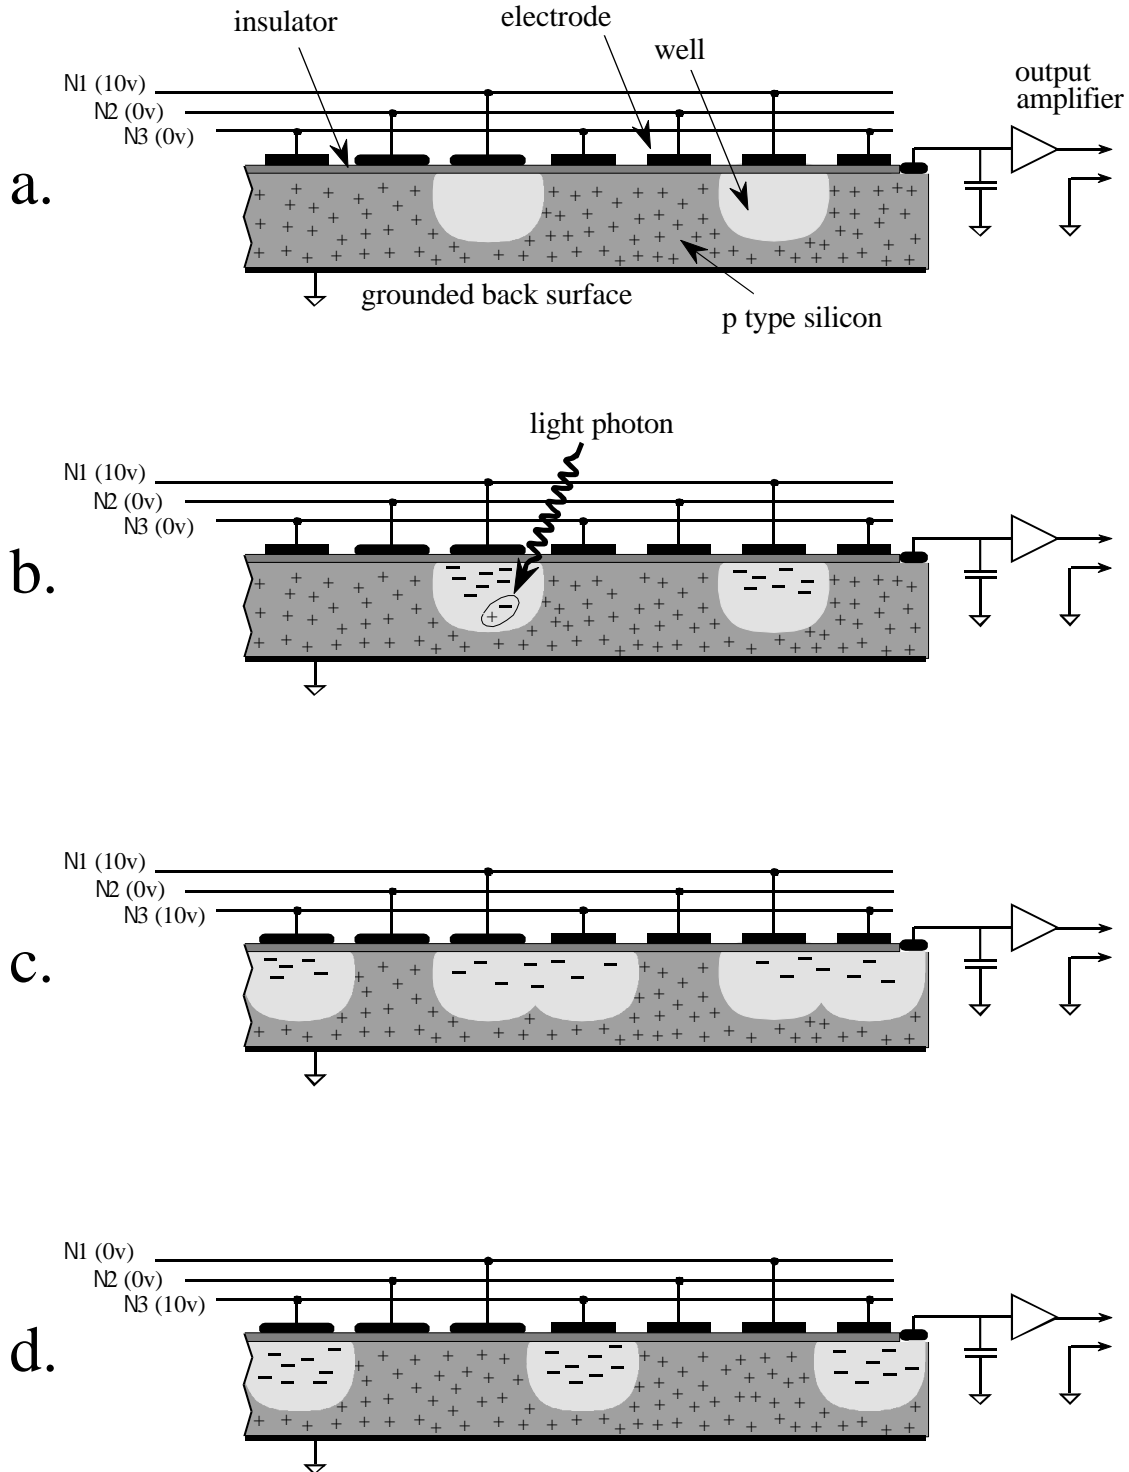 insulator
electrode
well
output
amplifier
N1 (10v)
N2 (0v)
N3 (0v)
a.
grounded back surface
p type silicon
light photon
N1 (10v)
N2 (0v)
N3 (0v)
b.
N1 (10v)
N2 (0v)
N3 (10v)
c.
N1 (0v)
N2 (0v)
N3 (10v)
d.